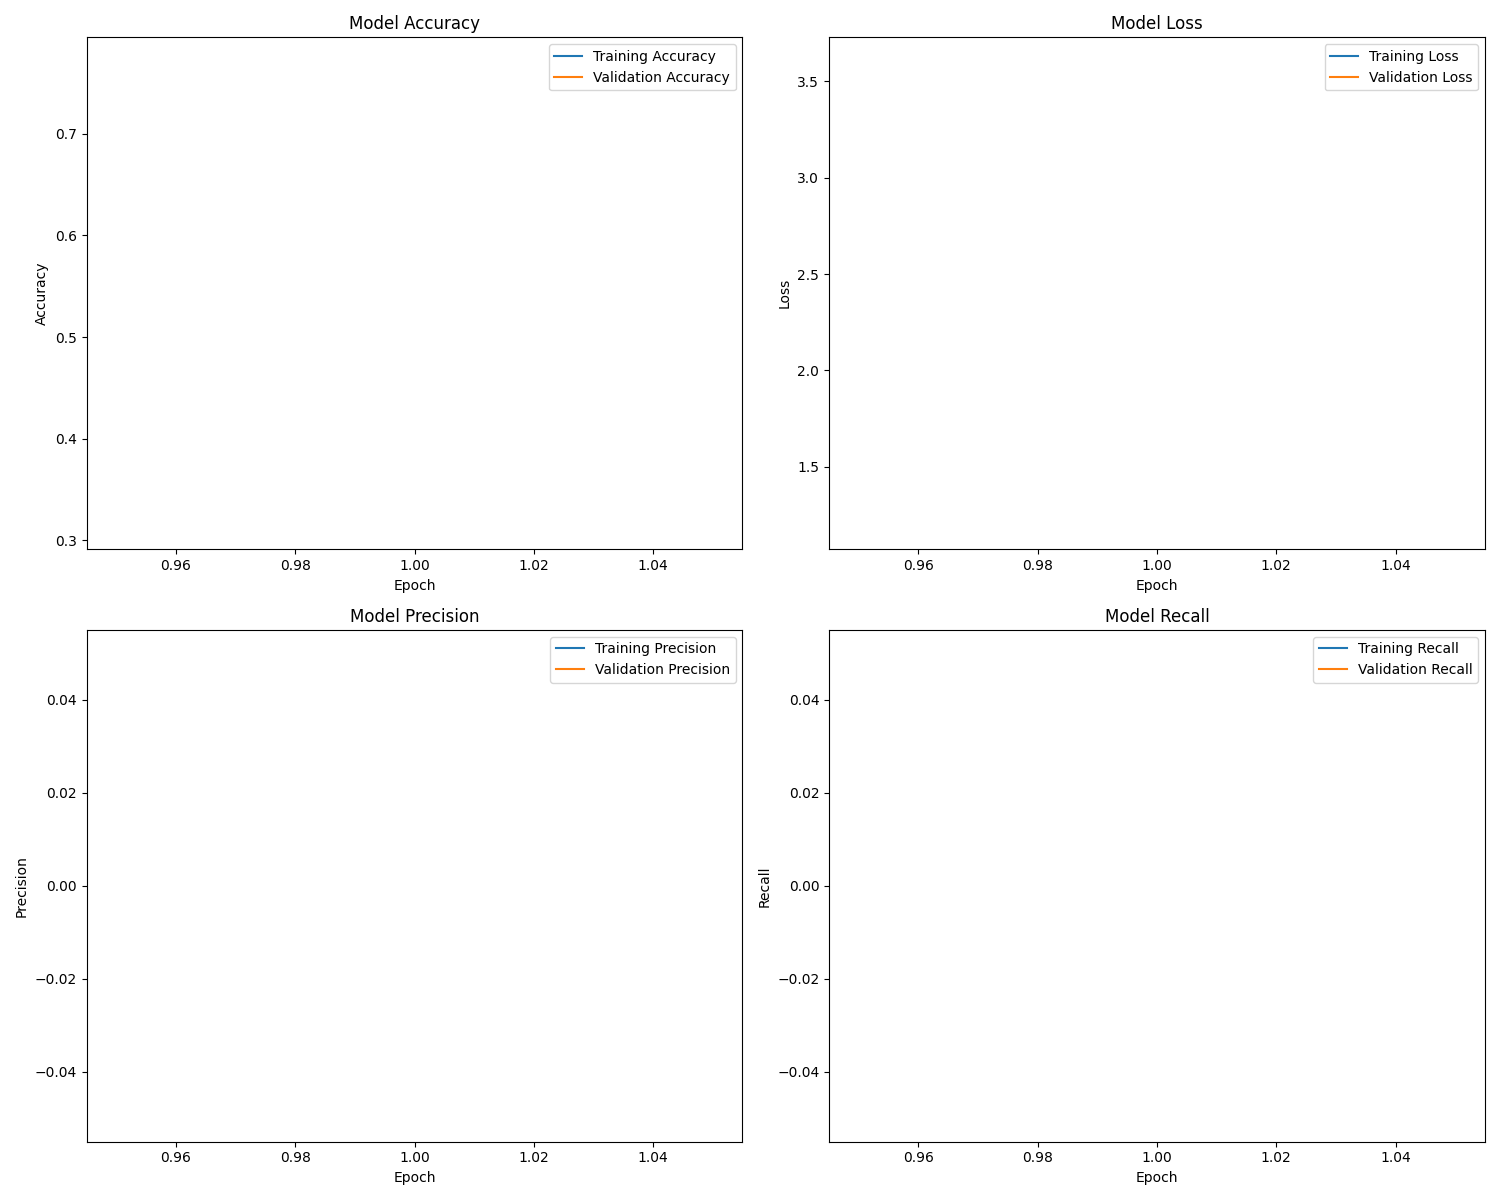 Model Accuracy
Training Accuracy
Validation Accuracy
0.7
0.6
0.5
0.4
0.3
Accuracy
0.96 0.98 1.00 1.02 1.04
Epoch
Model Loss
Training Loss
Validation Loss
3.5
3.0
2.5
2.0
1.5
Loss
0.96 0.98 1.00 1.02 1.04
Epoch
Model Precision
Training Precision
Validation Precision
0.04
0.02
0.00
−0.02
−0.04
Precision
0.96 0.98 1.00 1.02 1.04
Epoch
Model Recall
Training Recall
Validation Recall
0.04
0.02
0.00
−0.02
−0.04
Recall
0.96 0.98 1.00 1.02 1.04
Epoch